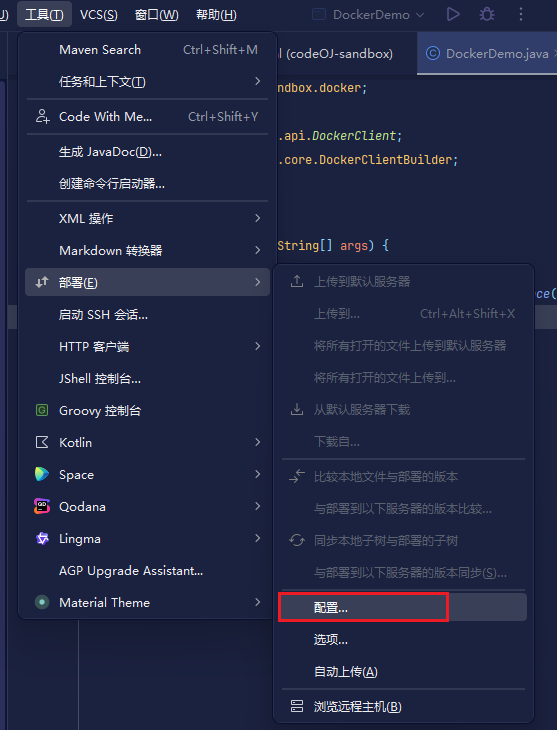 工具(T) VCS(S) 窗口(W) 帮助(H) DockerDemo
Maven Search Ctrl+Shift+M
(codeOJ-sandbox) DockerDemo.java
任务和上下文(T)
ndbox.docker;
Code With Me... Ctrl+Shift+Y
.api.DockerClient;
生成 JavaDoc(D)...
.core.DockerClientBuilder;
创建命令行启动器...
XML 操作
Markdown 转换器
String[] args) {
部署(E)
上传到默认服务器
nce(
启动 SSH 会话...
上传到... Ctrl+Alt+Shift+X
HTTP 客户端
将所有打开的文件上传到默认服务器
JShell 控制台...
将所有打开的文件上传到...
Groovy 控制台
从默认服务器下载
Kotlin
下载自...
Space
比较本地文件与部署的版本
Qodana
与部署到以下服务器的版本比较...
Lingma
同步本地子树与部署的子树
AGP Upgrade Assistant...
与部署到以下服务器的版本同步(S)...
Material Theme
配置...
选项...
自动上传(A)
浏览远程主机(B)